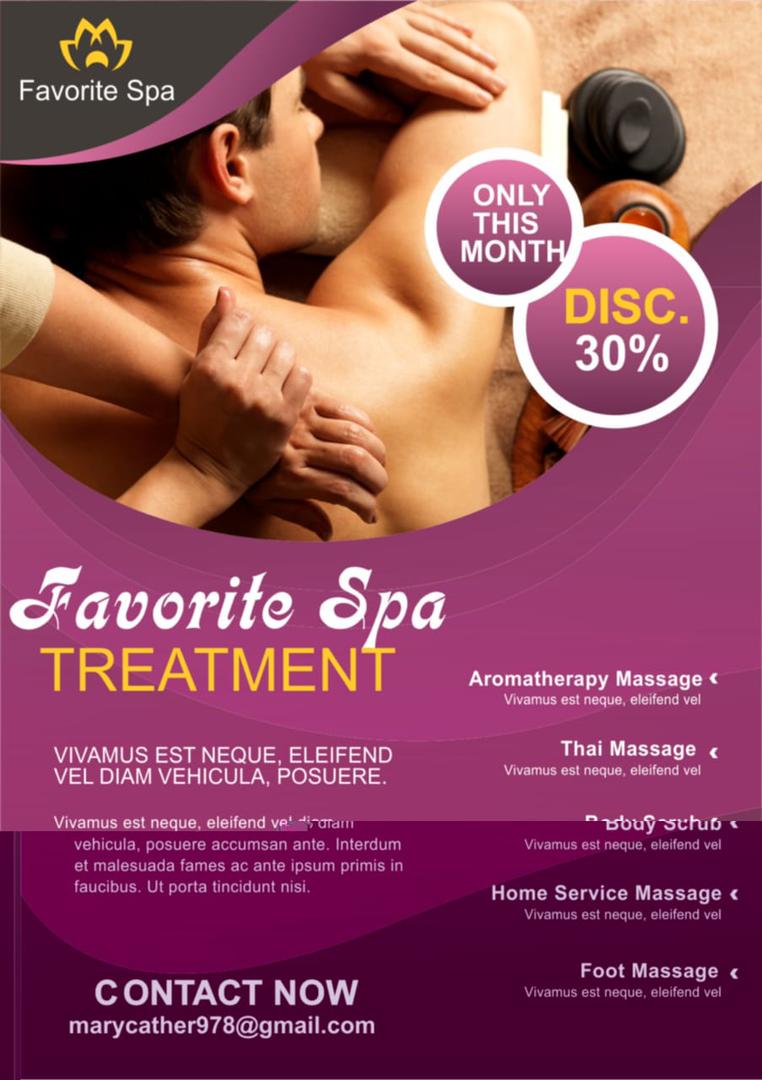 Favorite Spa
ONLY
THIS
MONTH
DISC.
30%
Favorite Spa
TREATMENT
VIVAMUS EST NEQUE, ELEIFEND
VEL DIAM VEHICULA, POSUERE.
Vivamus est neque, eleifend vel di diam
vehicula, posuere accumsan ante. Interdum
et malesuada fames ac ante ipsum primis in
faucibus. Ut porta tincidunt nisi.
CONTACT NOW
marycather978@gmail.com
Aromatherapy Massage
Vivamus est neque, eleifend vel
Thai Massage
Vivamus est neque, eleifend vel
Body Scrub
Vivamus est neque, eleifend vel
Home Service Massage
Vivamus est neque, eleifend vel
Foot Massage
Vivamus est neque, eleifend vel